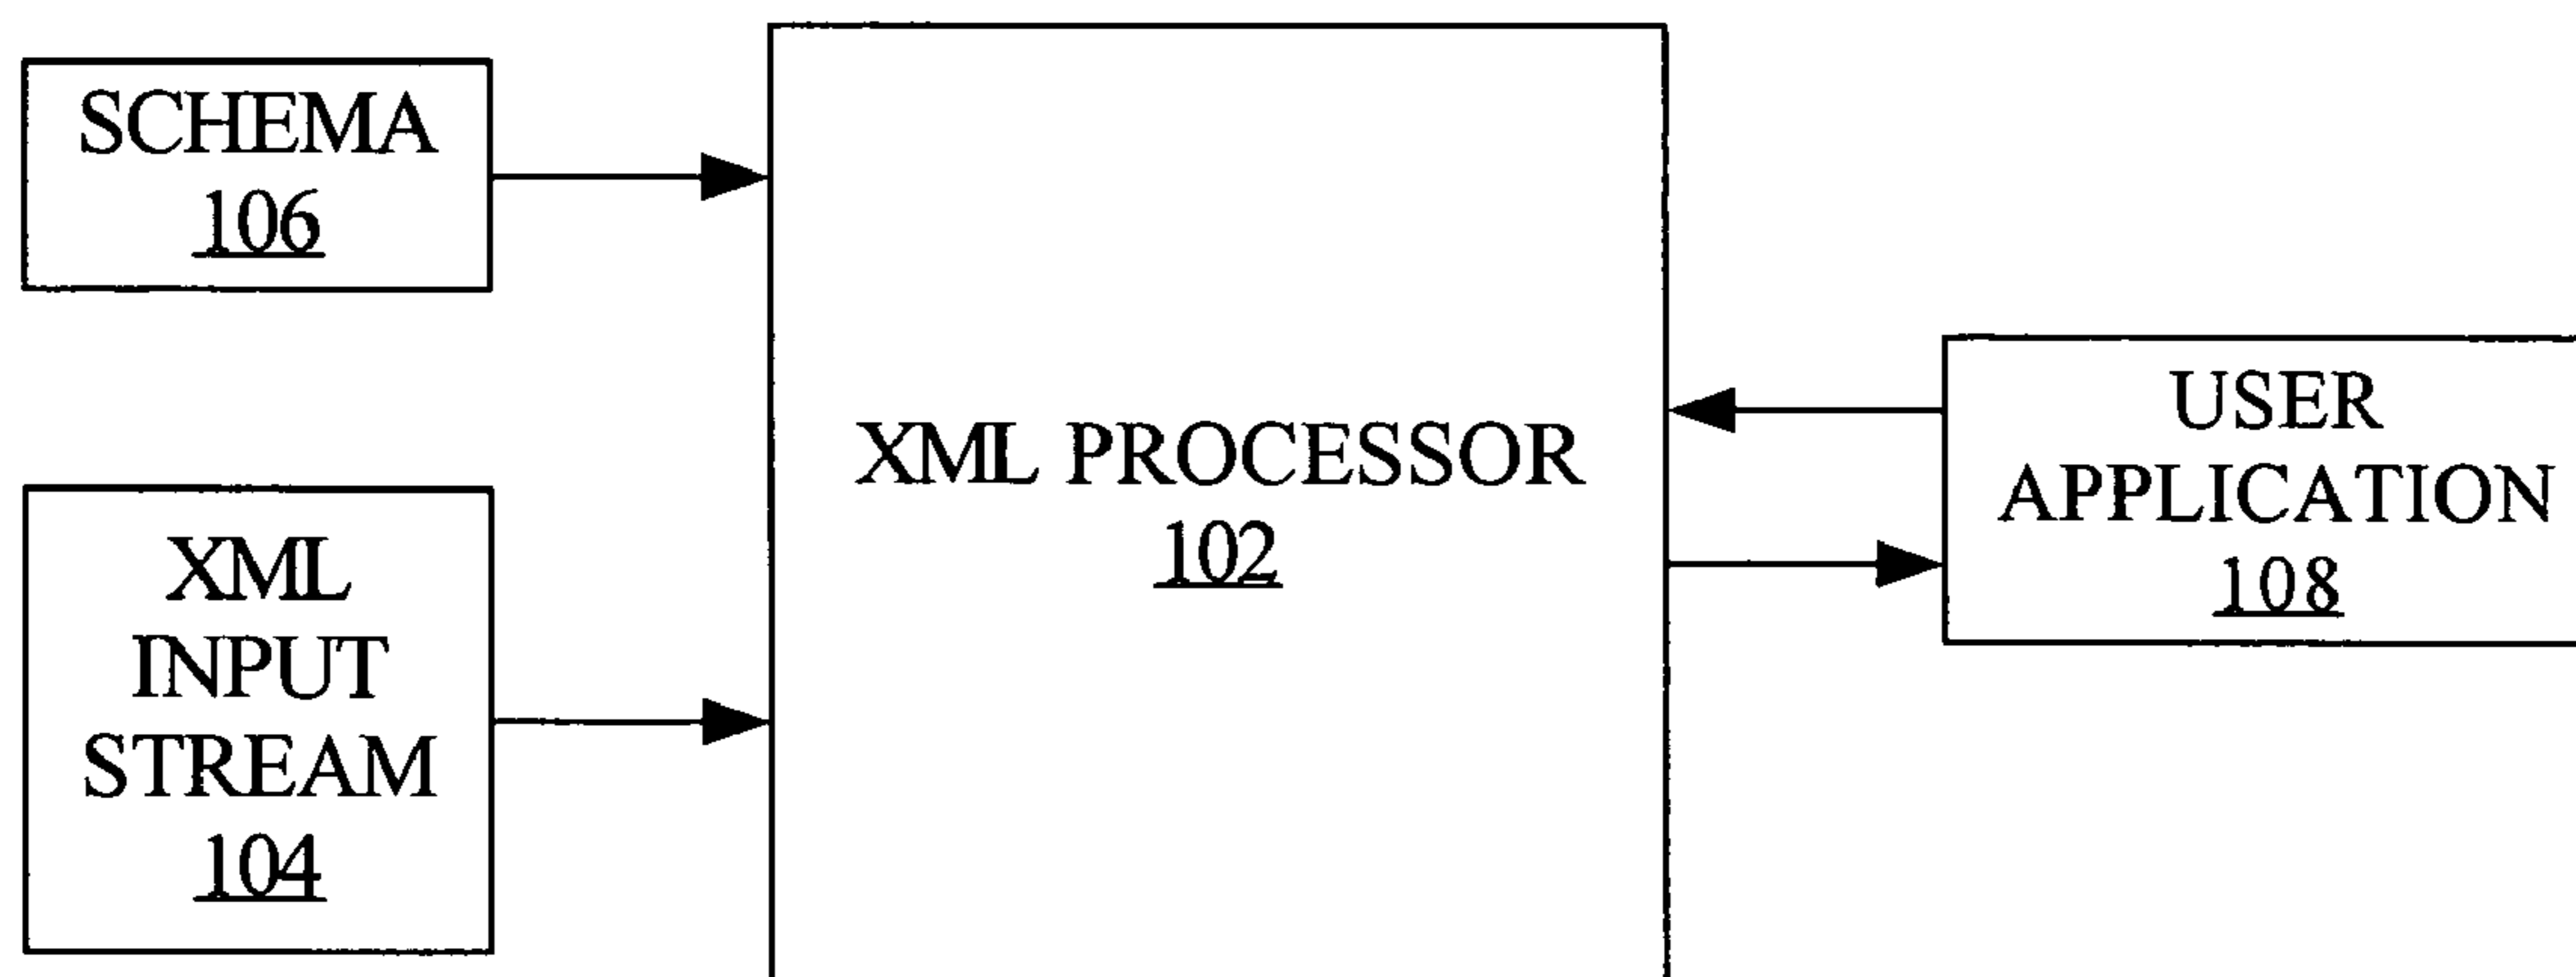 SCHEMA
106
XML
INPUT
STREAM
104
XML PROCESSOR
102
USER
APPLICATION
108